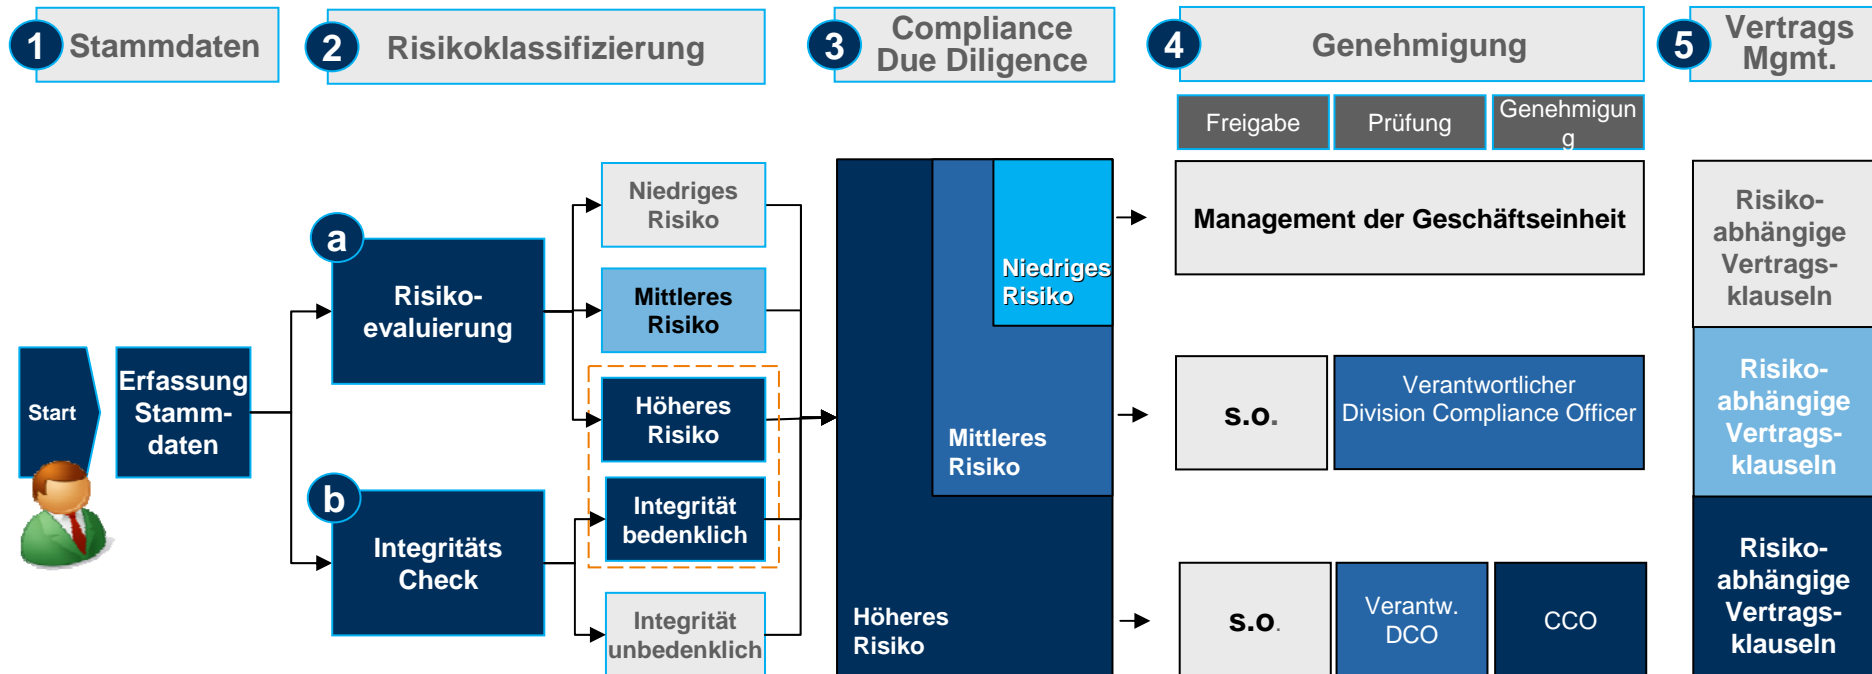 1 Stammdaten
2 Risikoklassifizierung
3 Compliance
Due Diligence
4 Genehmigung
5 Vertrags
Mgmt.
Freigabe
Prüfung
Genehmigun
g
Start
Erfassung
Stamm-
daten
a
Risiko-
evaluierung
b
Integritäts
Check
Niedriges
Risiko
Mittleres
Risiko
Höheres
Risiko
Integrität
bedenklich
Integrität
unbedenklich
Niedriges
Risiko
Mittleres
Risiko
Höheres
Risiko
Management der Geschäftseinheit
s.o.
Verantwortlicher
Division Compliance Officer
s.o.
Verantw.
DCO
CCO
Risiko-
abhängige
Vertrags-
klauseln
Risiko-
abhängige
Vertrags-
klauseln
Risiko-
abhängige
Vertrags-
klauseln